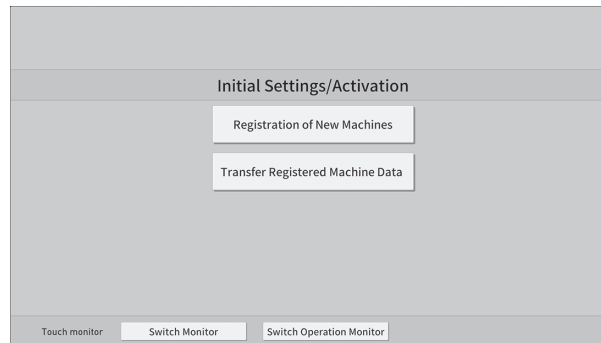 Initial Settings/Activation
Registration of New Machines
Transfer Registered Machine Data
Touch monitor Switch Monitor Switch Operation Monitor